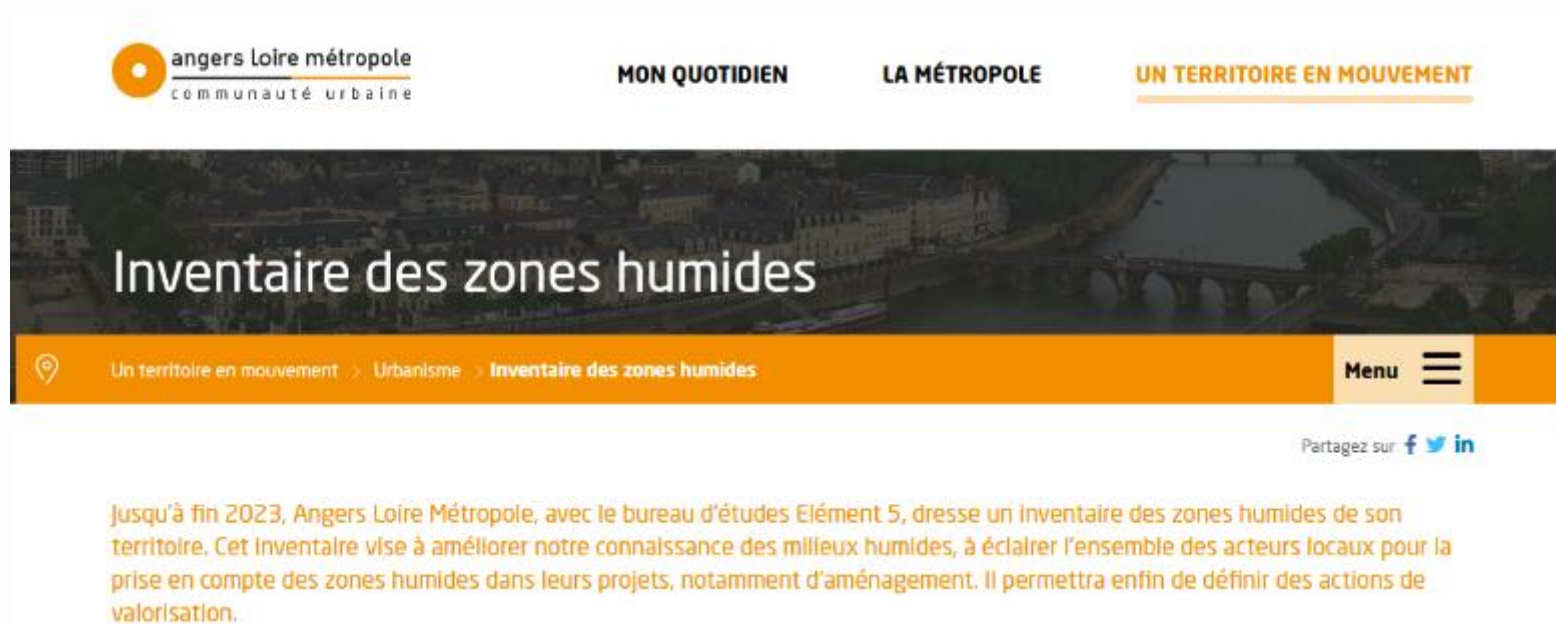 angers Loire métropole
communauté urbaine
MON QUOTIDIEN
LA MÉTROPOLE
UN TERRITOIRE EN MOUVEMENT
Inventaire des zones humides
Un territoire en mouvement > Urbanisme > Inventaire des zones humides
Menu
Partagez sur f in
Jusqu'à fin 2023, Angers Loire Métropole, avec le bureau d'études Elément 5, dresse un inventaire des zones humides de son
territoire. Cet inventaire vise à améliorer notre connaissance des milieux humides, à éclairer l'ensemble des acteurs locaux pour la
prise en compte des zones humides dans leurs projets, notamment d'aménagement. Il permettra enfin de définir des actions de
valorisation.